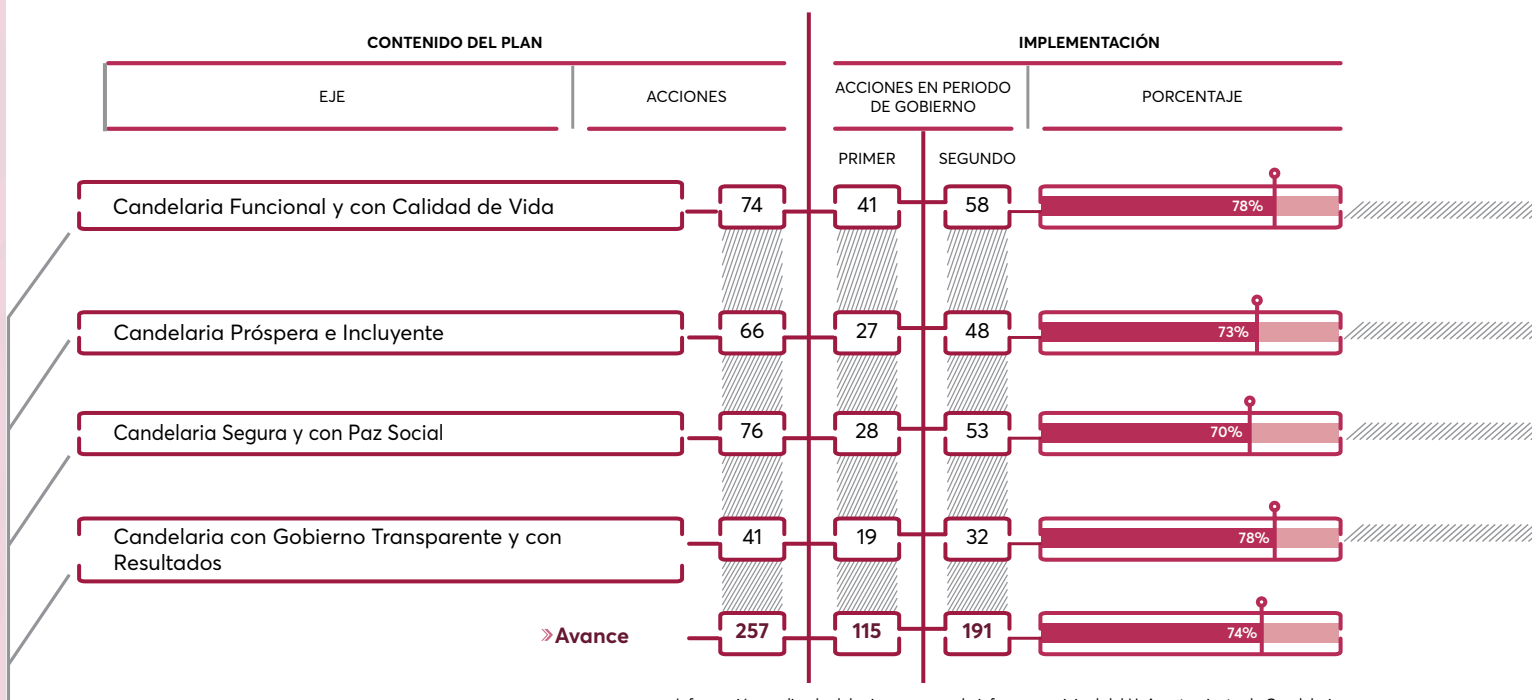 CONTENIDO DEL PLAN
IMPLEMENTACIÓN
EJE
ACCIONES
ACCIONES EN PERIODO
DE GOBIERNO
PORCENTAJE
PRIMER
SEGUNDO
Candelaria Funcional y con Calidad de Vida
74
41
58
78%
Candelaria Próspera e Incluyente
66
27
48
73%
Candelaria Segura y con Paz Social
76
28
53
70%
Candelaria con Gobierno Transparente y con
Resultados
41
19
32
78%
»Avance
257
115
191
74%